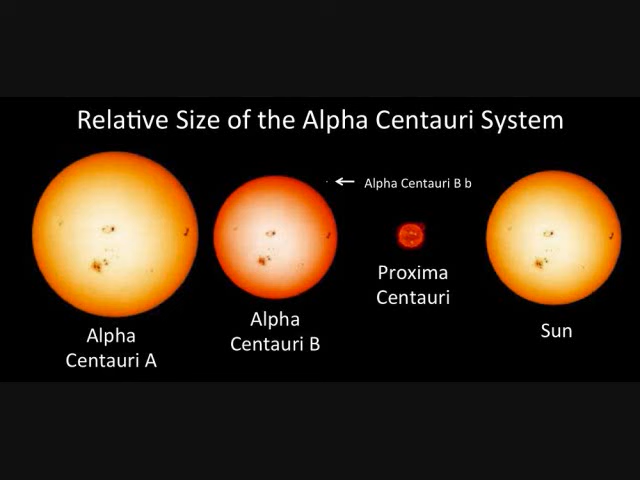 Relative Size of the Alpha Centauri System
Alpha Centauri B b
Alpha
Centauri A
Alpha
Centauri B
Proxima
Centauri
Sun